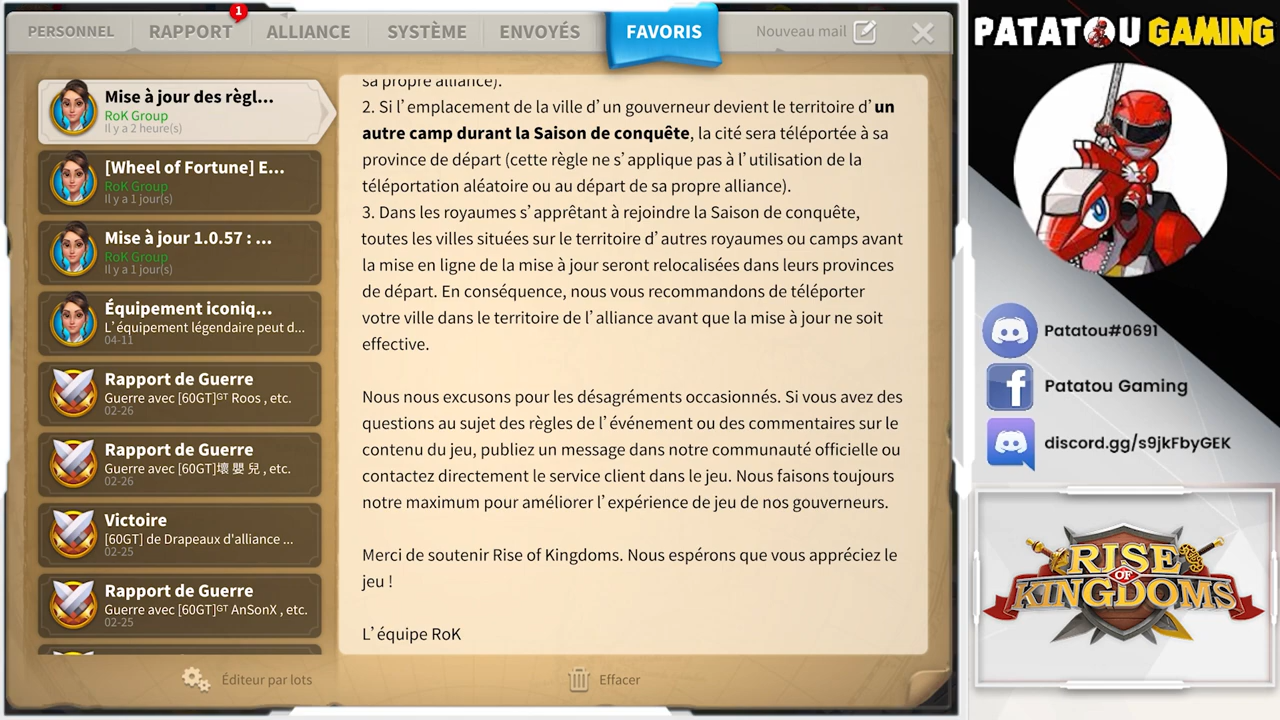 PERSONNEL
RAPPORT
1
ALLIANCE
SYSTÈME
ENVOYÉS
FAVORIS
Nouveau mail
Mise à jour des règl...
RoK Group
Il y a 2 heure(s)
[Wheel of Fortune] E...
RoK Group
Il y a 1 jour(s)
Mise à jour 1.0.57 : ...
RoK Group
Il y a 1 jour(s)
Équipement iconiq...
L'équipement légendaire peut d...
04-11
Rapport de Guerre
Guerre avec [60GT]ᴳᵀ Roos , etc.
02-26
Rapport de Guerre
Guerre avec [60GT]壞 嬰 兒 , etc.
02-26
Victoire
[60GT] de Drapeaux d'alliance ...
02-25
Rapport de Guerre
Guerre avec [60GT]ᴳᵀ AnSonX , etc.
02-25
sa propre alliance).
2. Si l'emplacement de la ville d'un gouverneur devient le territoire d'un
autre camp durant la Saison de conquête, la cité sera téléportée à sa
province de départ (cette règle ne s'applique pas à l'utilisation de la
téléportation aléatoire ou au départ de sa propre alliance).
3. Dans les royaumes s'apprêtant à rejoindre la Saison de conquête,
toutes les villes situées sur le territoire d'autres royaumes ou camps avant
la mise en ligne de la mise à jour seront relocalisées dans leurs provinces
de départ. En conséquence, nous vous recommandons de téléporter
votre ville dans le territoire de l'alliance avant que la mise à jour ne soit
effective.
Nous nous excusons pour les désagréments occasionnés. Si vous avez des
questions au sujet des règles de l'événement ou des commentaires sur le
contenu du jeu, publiez un message dans notre communauté officielle ou
contactez directement le service client dans le jeu. Nous faisons toujours
notre maximum pour améliorer l'expérience de jeu de nos gouverneurs.
Merci de soutenir Rise of Kingdoms. Nous espérons que vous appréciez le
jeu !
L'équipe RoK
Éditeur par lots
Effacer
PATATOU GAMING
Patatou#0691
Patatou Gaming
discord.gg/s9jkFbyGEK
RISE
OF
KINGDOMS